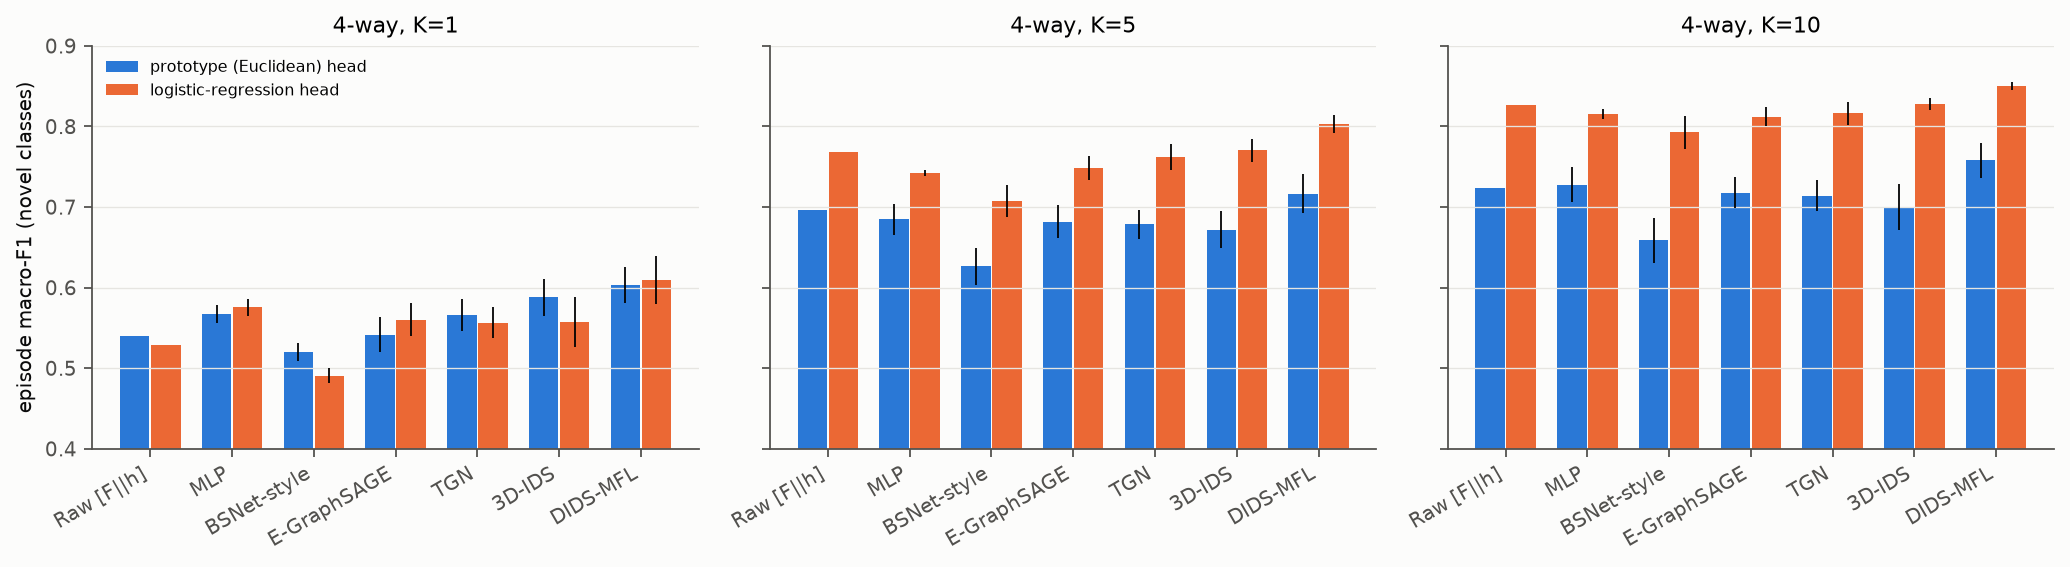 4-way, K=1
4-way, K=5
4-way, K=10
episode macro-F1 (novel classes)
0.9
0.8
0.7
0.6
0.5
0.4
prototype (Euclidean) head
logistic-regression head
Raw [F||h]
MLP
BSNet-style
E-GraphSAGE
TGN
3D-IDS
DIDS-MFL
Raw [F||h]
MLP
BSNet-style
E-GraphSAGE
TGN
3D-IDS
DIDS-MFL
Raw [F||h]
MLP
BSNet-style
E-GraphSAGE
TGN
3D-IDS
DIDS-MFL